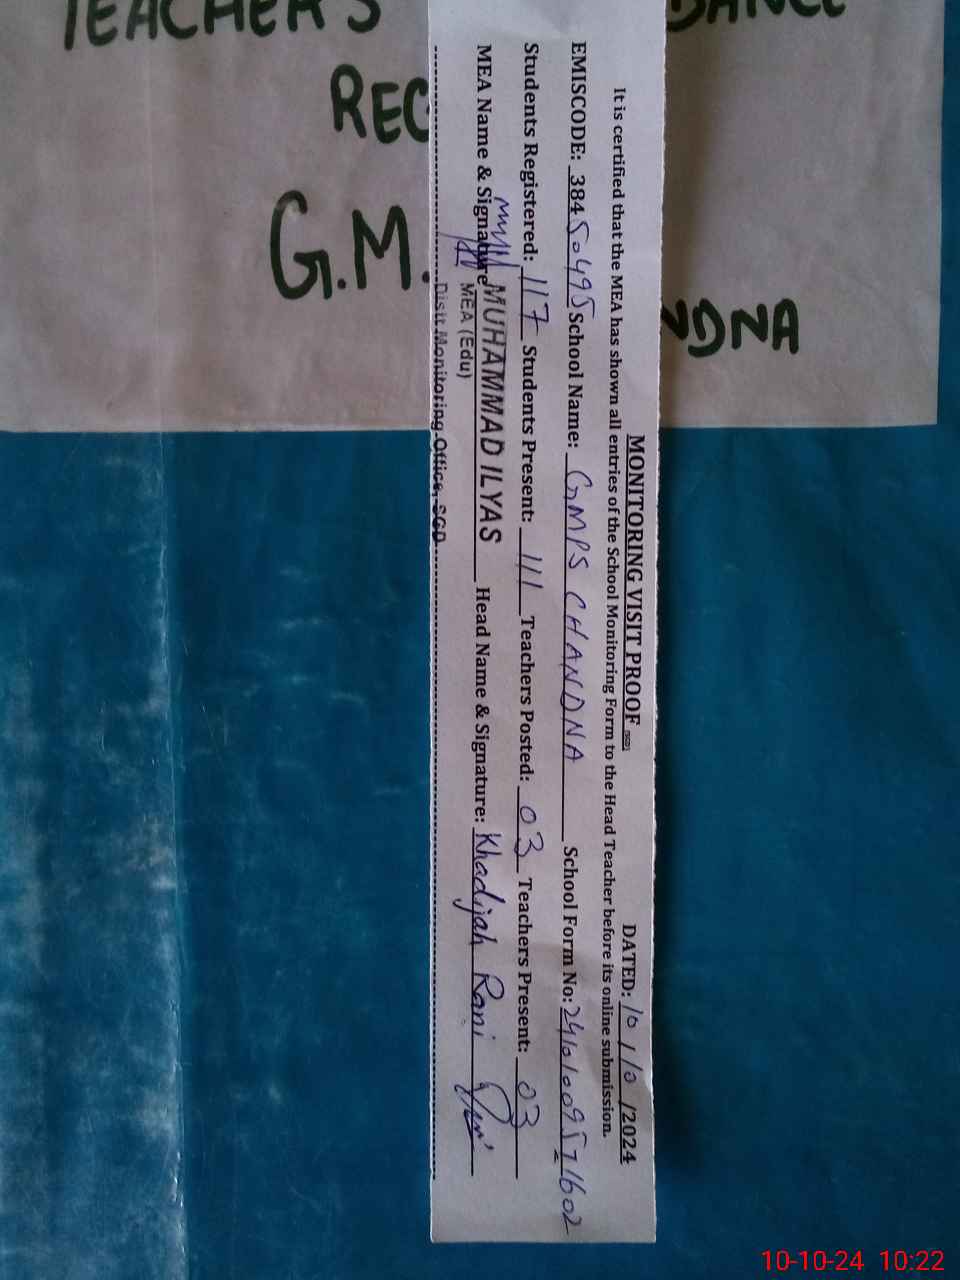 MONITORING VISIT PROOF
DATED: 10/10/2024
It is certified that the MEA has shown all entries of the School Monitoring Form to the Head Teacher before its online submission.
EMISCODE: 38450495 School Name: GMPS CHANDNA School Form No: 24101009571602
Students Registered: 117 Students Present: 111 Teachers Posted: 03 Teachers Present: 03
MEA Name & Signature MUHAMMAD ILYAS Head Name & Signature: Khadijah Rani
MEA (Edu)
Distt Monitoring Office, SGD
TEACHER'S
REC
G.M.
NDNA
10-10-24 10:22